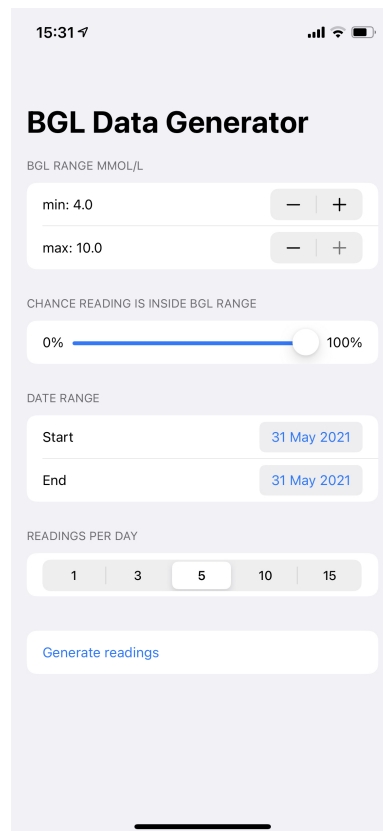 15:31
BGL Data Generator
BGL RANGE MMOL/L
min: 4.0
max: 10.0
CHANCE READING IS INSIDE BGL RANGE
0% 100%
DATE RANGE
Start 31 May 2021
End 31 May 2021
READINGS PER DAY
1 3 5 10 15
Generate readings